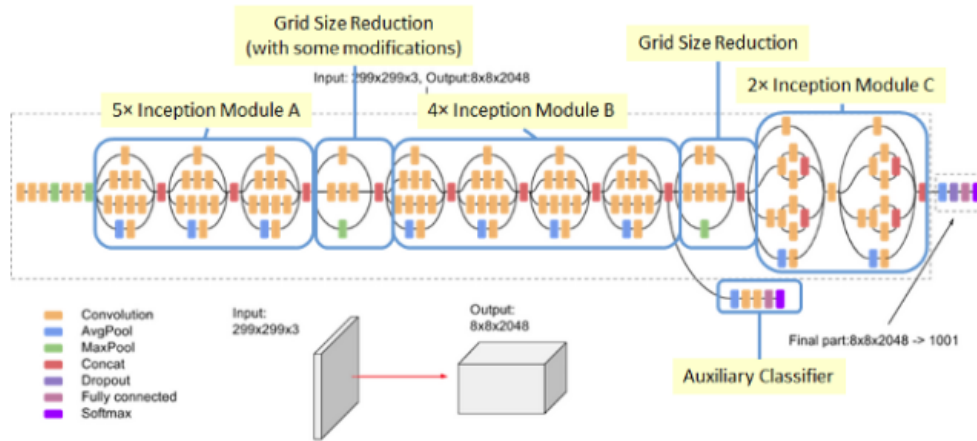 Grid Size Reduction
(with some modifications)
Grid Size Reduction
Input: 299x299x3, Output:8x8x2048
5× Inception Module A
4× Inception Module B
2× Inception Module C
Convolution
AvgPool
MaxPool
Concat
Dropout
Fully connected
Softmax
Input:
299x299x3
Output:
8x8x2048
Final part:8x8x2048 -> 1001
Auxiliary Classifier